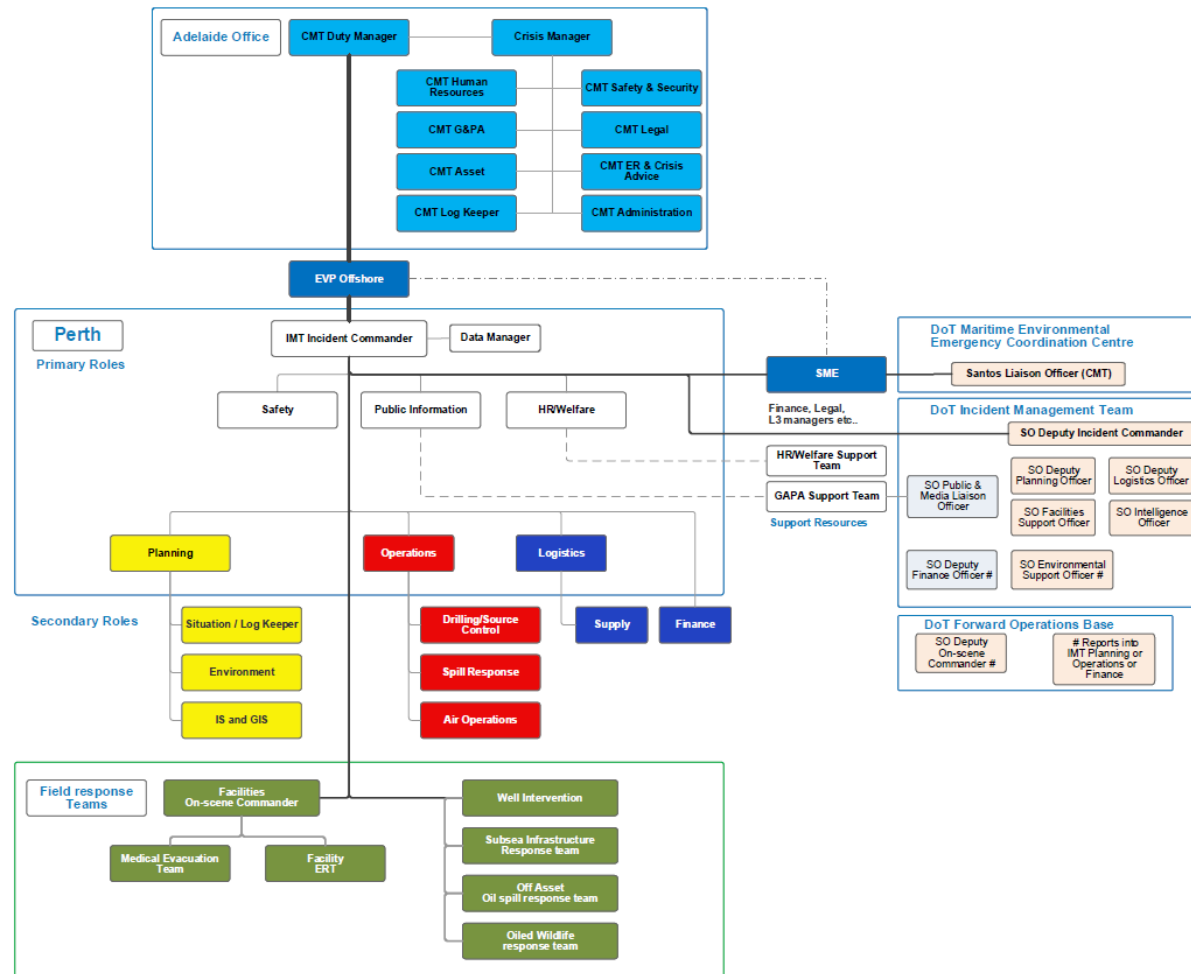 Adelaide Office
CMT Duty Manager
Crisis Manager
CMT Human
Resources
CMT Safety & Security
CMT G&PA
CMT Legal
CMT Asset
CMT ER & Crisis
Advice
CMT Log Keeper
CMT Administration
EVP Offshore
Perth
Primary Roles
IMT Incident Commander
Data Manager
Safety
Public Information
HR/Welfare
SME
Finance, Legal,
L3 managers etc..
HR/Welfare Support
Team
GAPA Support Team
Support Resources
DoT Maritime Environmental
Emergency Coordination Centre
Santos Liaison Officer (CMT)
DoT Incident Management Team
SO Deputy Incident Commander
SO Public &
Media Liaison
Officer
SO Deputy
Planning Officer
SO Deputy
Logistics Officer
SO Facilities
Support Officer
SO Intelligence
Officer
SO Deputy
Finance Officer #
SO Environmental
Support Officer #
DoT Forward Operations Base
SO Deputy
On-scene
Commander #
# Reports into
IMT Planning or
Operations or
Finance
Planning
Operations
Logistics
Secondary Roles
Situation / Log Keeper
Environment
IS and GIS
Drilling/Source
Control
Spill Response
Air Operations
Supply
Finance
Field response
Teams
Facilities
On-scene Commander
Medical Evacuation
Team
Facility
ERT
Well Intervention
Subsea Infrastructure
Response team
Off Asset
Oil spill response team
Oiled Wildlife
response team